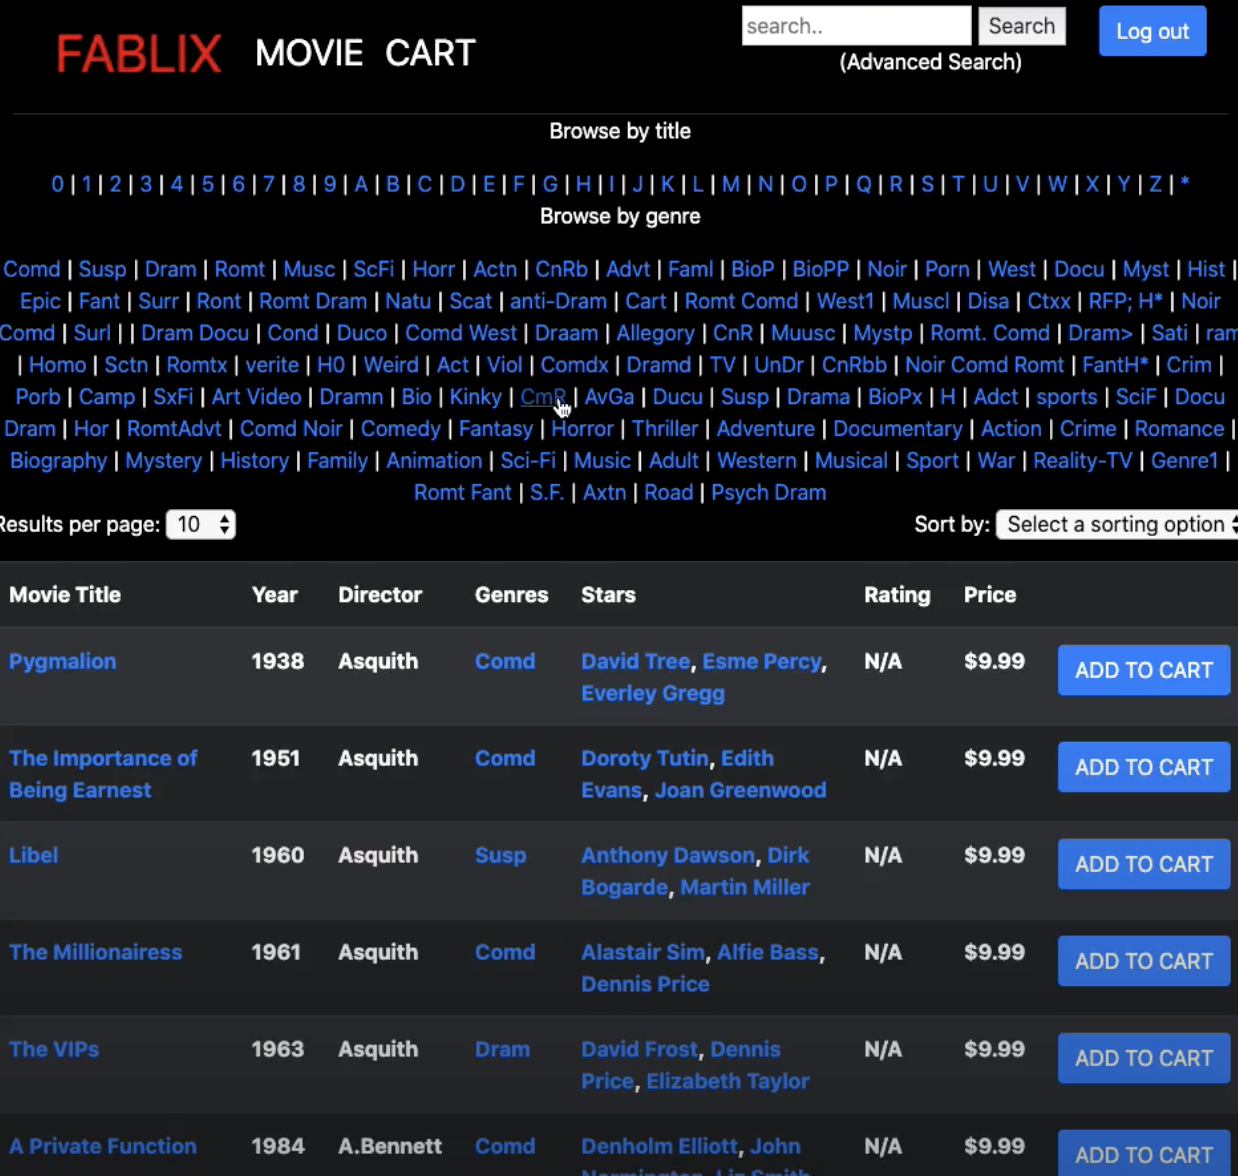 FABLIX MOVIE CART search.. Search Log out
(Advanced Search)
Browse by title
0 | 1 | 2 | 3 | 4 | 5 | 6 | 7 | 8 | 9 | A | B | C | D | E | F | G | H | I | J | K | L | M | N | O | P | Q | R | S | T | U | V | W | X | Y | Z | *
Browse by genre
Comd | Susp | Dram | Romt | Musc | ScFi | Horr | Actn | CnRb | Advt | Faml | BioP | BioPP | Noir | Porn | West | Docu | Myst | Hist |
Epic | Fant | Surr | Ront | Romt Dram | Natu | Scat | anti-Dram | Cart | Romt Comd | West1 | Muscl | Disa | Ctxx | RFP; H* | Noir
Comd | Surl | | Dram Docu | Cond | Duco | Comd West | Draam | Allegory | CnR | Muusc | Mystp | Romt. Comd | Dram> | Sati | ram
| Homo | Sctn | Romtx | verite | H0 | Weird | Act | Viol | Comdx | Dramd | TV | UnDr | CnRbb | Noir Comd Romt | FantH* | Crim |
Porb | Camp | SxFi | Art Video | Dramn | Bio | Kinky | CmR | AvGa | Ducu | Susp | Drama | BioPx | H | Adct | sports | SciF | Docu
Dram | Hor | RomtAdvt | Comd Noir | Comedy | Fantasy | Horror | Thriller | Adventure | Documentary | Action | Crime | Romance |
Biography | Mystery | History | Family | Animation | Sci-Fi | Music | Adult | Western | Musical | Sport | War | Reality-TV | Genre1 |
Romt Fant | S.F. | Axtn | Road | Psych Dram
Results per page: 10 Sort by: Select a sorting option
Movie Title Year Director Genres Stars Rating Price
Pygmalion 1938 Asquith Comd David Tree, Esme Percy, N/A $9.99 ADD TO CART
Everley Gregg
The Importance of 1951 Asquith Comd Doroty Tutin, Edith N/A $9.99 ADD TO CART
Being Earnest Evans, Joan Greenwood
Libel 1960 Asquith Susp Anthony Dawson, Dirk N/A $9.99 ADD TO CART
Bogarde, Martin Miller
The Millionairess 1961 Asquith Comd Alastair Sim, Alfie Bass, N/A $9.99 ADD TO CART
Dennis Price
The VIPs 1963 Asquith Dram David Frost, Dennis N/A $9.99 ADD TO CART
Price, Elizabeth Taylor
A Private Function 1984 A.Bennett Comd Denholm Elliott, John N/A $9.99 ADD TO CART